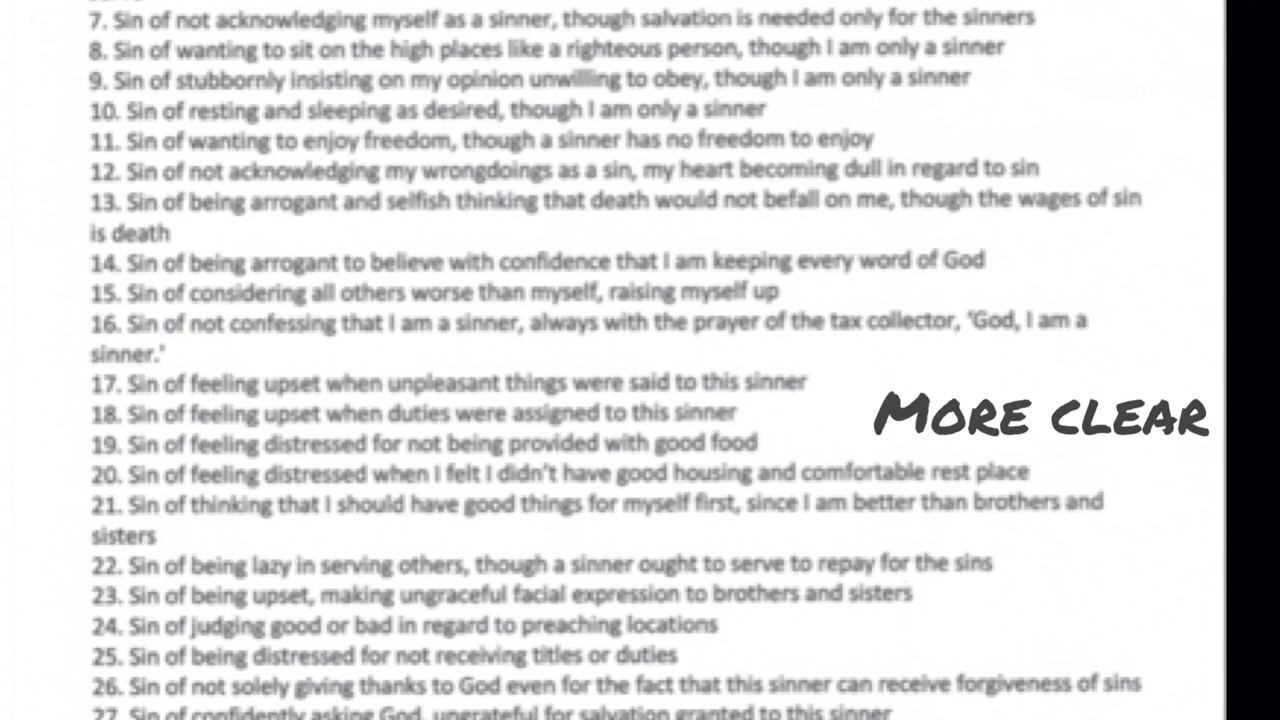 7. Sin of not acknowledging myself as a sinner, though salvation is needed only for the sinners
8. Sin of wanting to sit on the high places like a righteous person, though I am only a sinner
9. Sin of stubbornly insisting on my opinion unwilling to obey, though I am only a sinner
10. Sin of resting and sleeping as desired, though I am only a sinner
11. Sin of wanting to enjoy freedom, though a sinner has no freedom to enjoy
12. Sin of not acknowledging my wrongdoings as a sin, my heart becoming dull in regard to sin
13. Sin of being arrogant and selfish thinking that death would not befall on me, though the wages of sin
is death
14. Sin of being arrogant to believe with confidence that I am keeping every word of God
15. Sin of considering all others worse than myself, raising myself up
16. Sin of not confessing that I am a sinner, always with the prayer of the tax collector, 'God, I am a
sinner.'
17. Sin of feeling upset when unpleasant things were said to this sinner
18. Sin of feeling upset when duties were assigned to this sinner
MORE CLEAR
19. Sin of feeling distressed for not being provided with good food
20. Sin of feeling distressed when I felt I didn't have good housing and comfortable rest place
21. Sin of thinking that I should have good things for myself first, since I am better than brothers and
sisters
22. Sin of being lazy in serving others, though a sinner ought to serve to repay for the sins
23. Sin of being upset, making ungraceful facial expression to brothers and sisters
24. Sin of judging good or bad in regard to preaching locations
25. Sin of being distressed for not receiving titles or duties
26. Sin of not solely giving thanks to God even for the fact that this sinner can receive forgiveness of sins
27. Sin of confidently asking God, ungrateful for salvation granted to this sinner